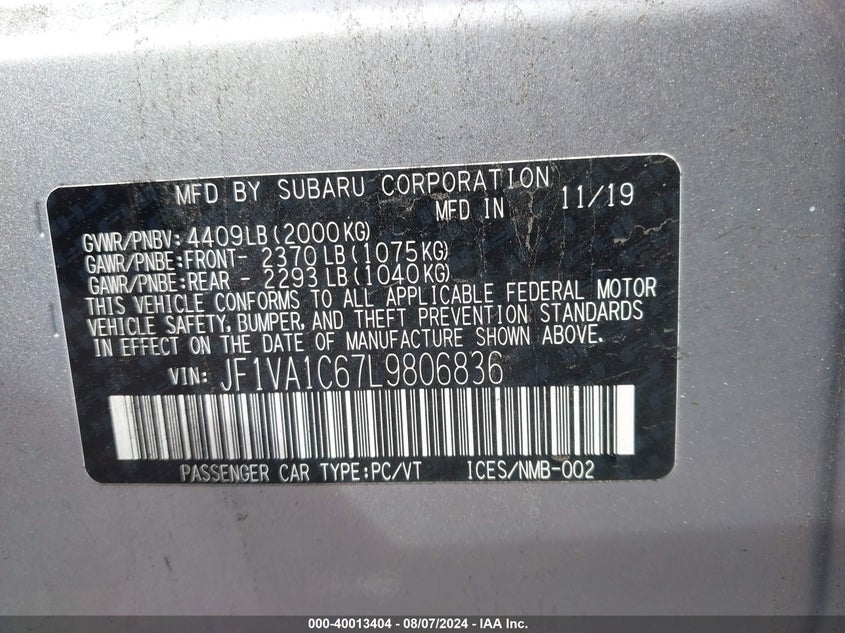 MFD BY SUBARU CORPORATION
MFD IN 11/19
GVWR/PNBV: 4409LB(2000KG)
GAWR/PNBE:FRONT- 2370LB(1075KG)
GAWR/PNBE:REAR - 2293LB(1040KG)
THIS VEHICLE CONFORMS TO ALL APPLICABLE FEDERAL MOTOR
VEHICLE SAFETY, BUMPER, AND THEFT PREVENTION STANDARDS
IN EFFECT ON THE DATE OF MANUFACTURE SHOWN ABOVE.
VIN: JF1VA1C67L9806836
PASSENGER CAR TYPE:PC/VT ICES/NMB-002
000-40013404 - 08/07/2024 - IAA Inc.